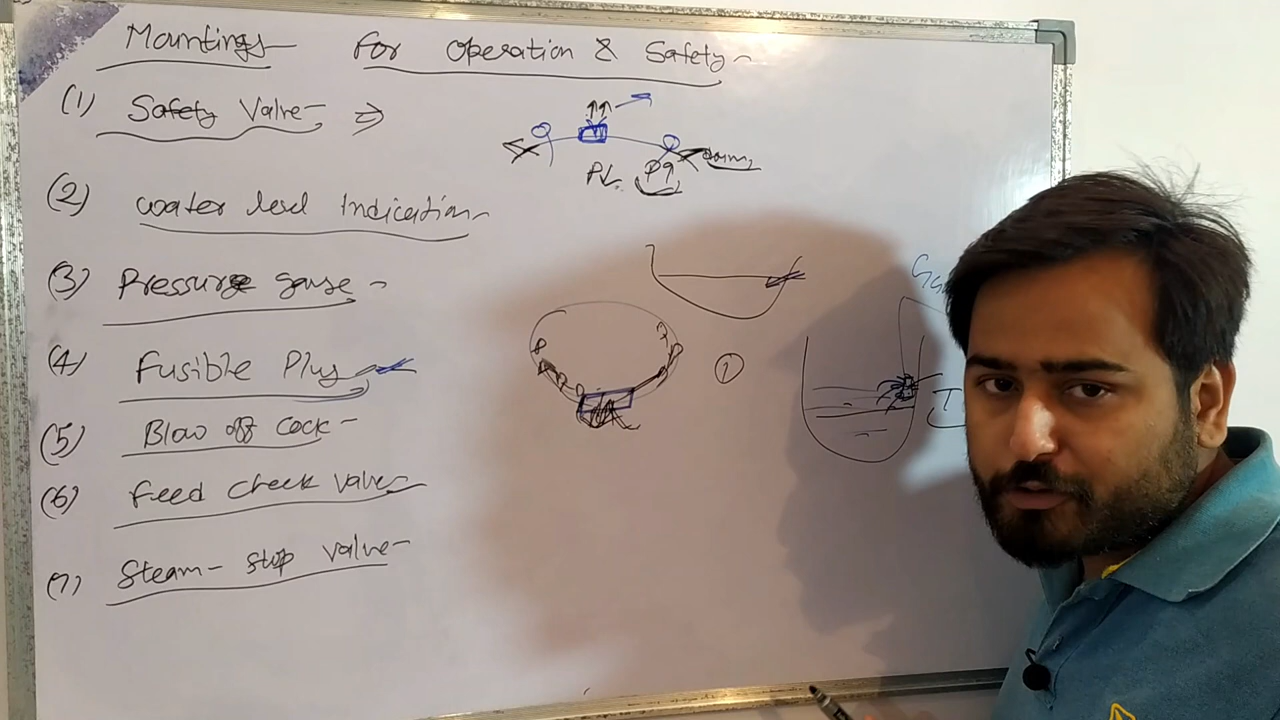 Mountings For Operation & Safety
(1) Safety Valve ⇒
(2) water level Indication
(3) Pressure gauge
(4) Fusible Plug
(5) Blow off Cock
(6) Feed Check Valve
(7) Steam-stop valve